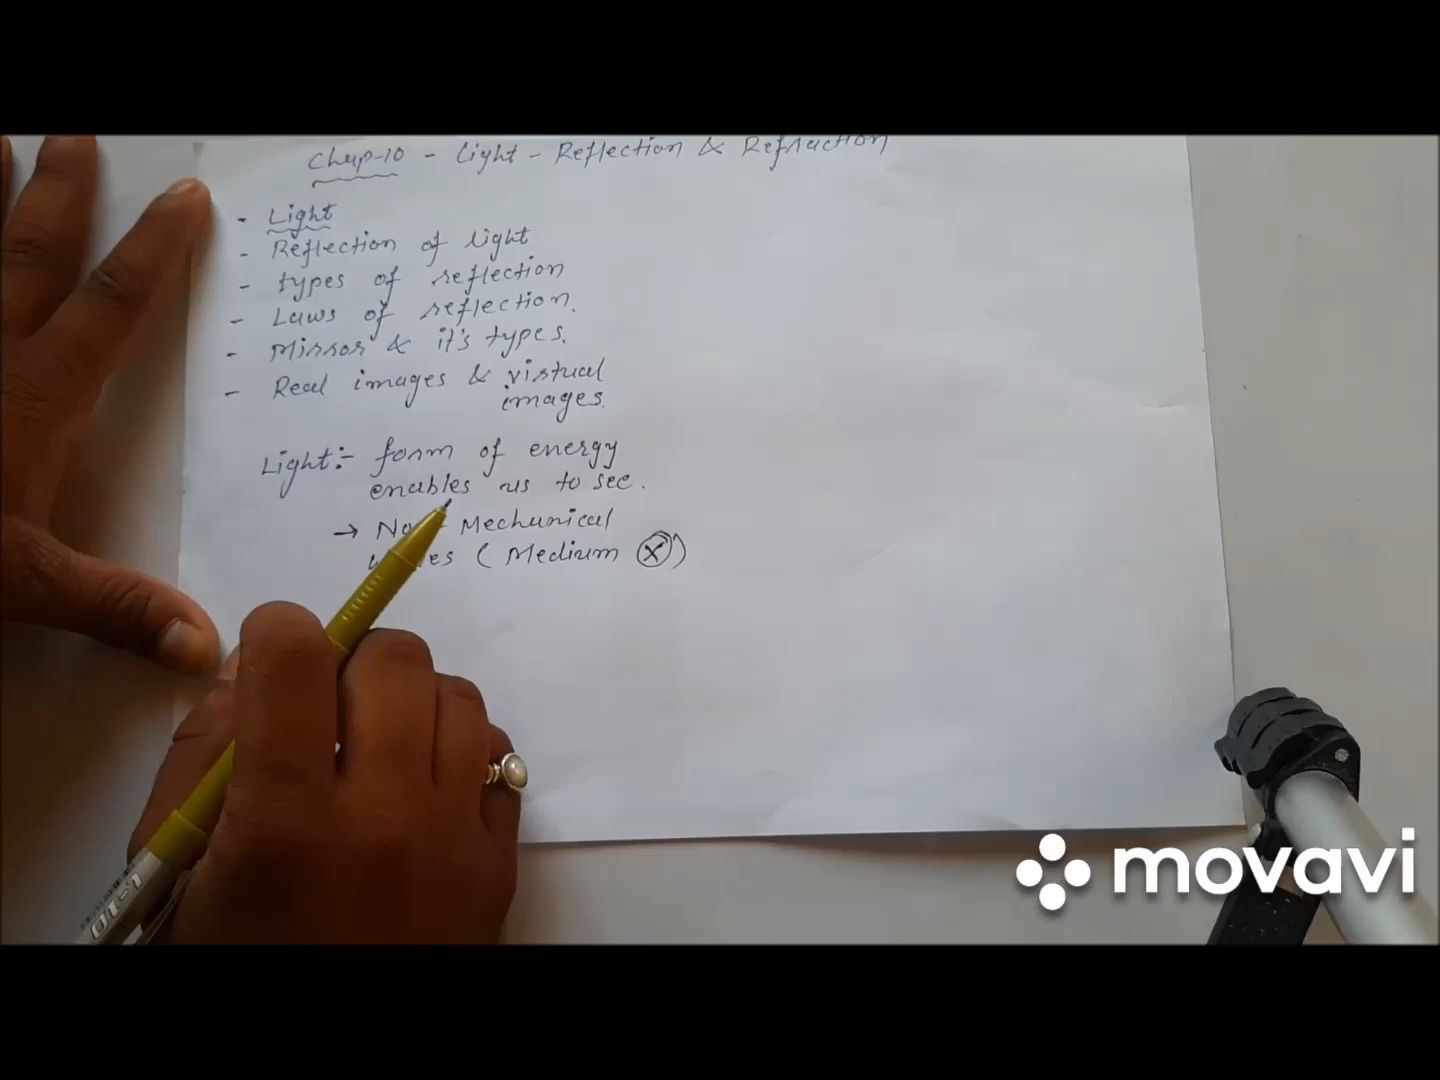 Chap-10 - Light - Reflection & Refraction
- Light
- Reflection of light
- types of reflection
- Laws of reflection.
- Mirror & it's types.
- Real images & virtual
images.
Light:- form of energy
enables us to see.
→ Mechanical
( Medium X )
movavi
L-10